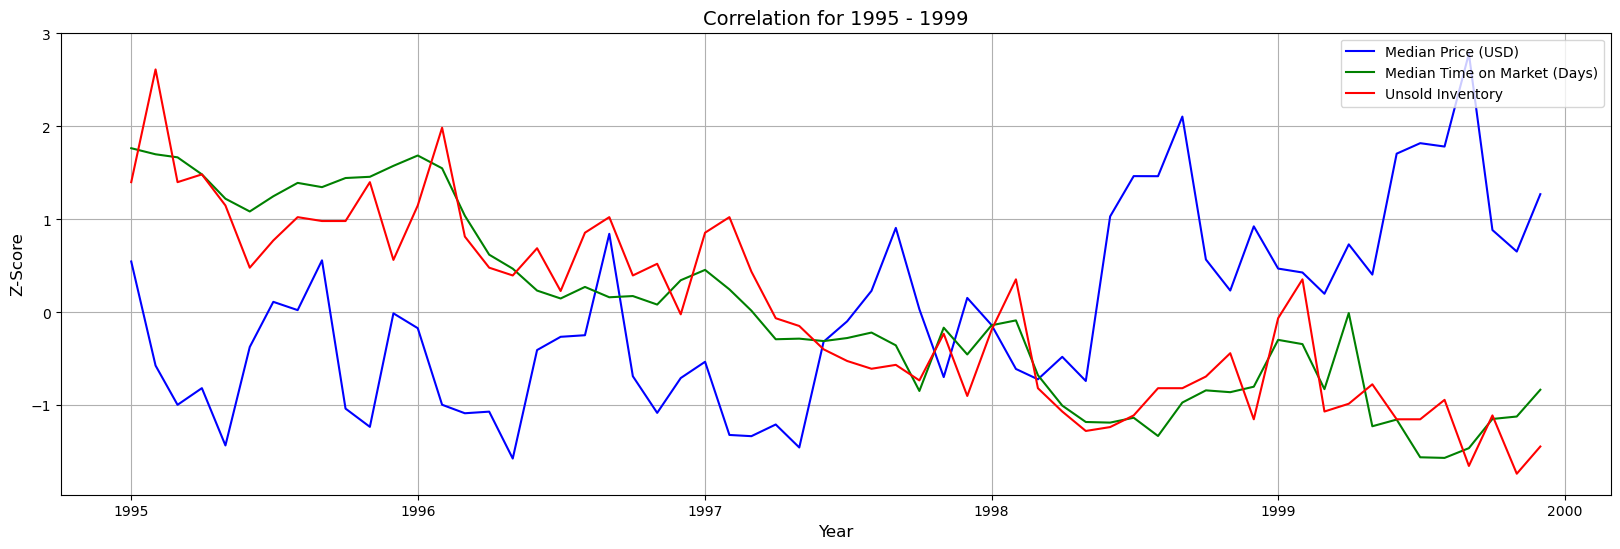 Correlation for 1995 - 1999
Median Price (USD)
Median Time on Market (Days)
Unsold Inventory
Z-Score
3
2
1
0
−1
1995
1996
1997
1998
1999
2000
Year